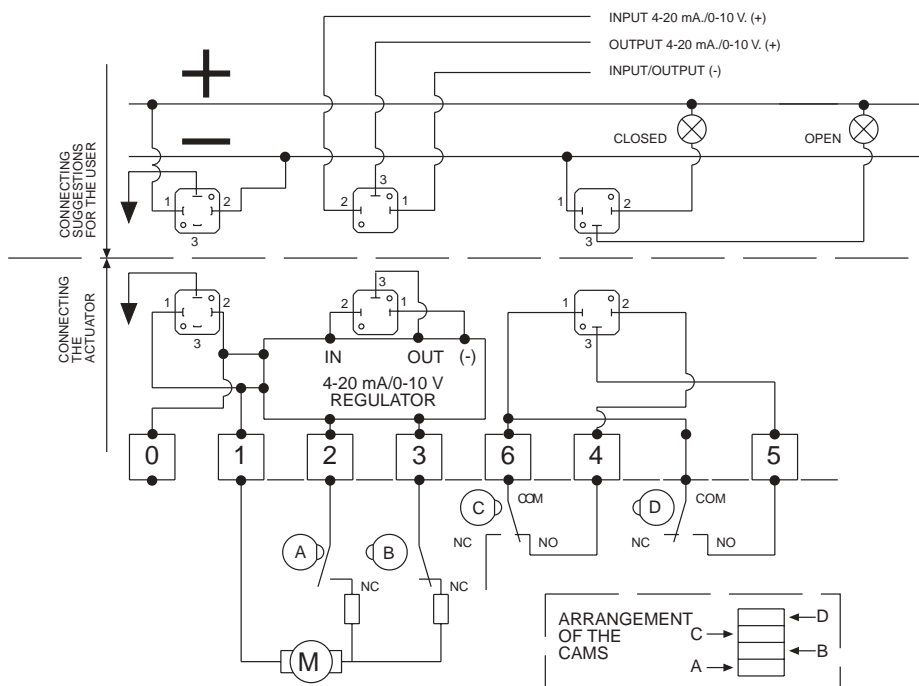 INPUT 4-20 mA./0-10 V. (+)
OUTPUT 4-20 mA./0-10 V. (+)
INPUT/OUTPUT (-)
+
−
CLOSED
OPEN
CONNECTING
SUGGESTIONS
FOR THE USER
1
2
3
3
2
1
1
2
3
CONNECTING
THE
ACTUATOR
1
2
3
3
2
1
1
2
3
IN
OUT
(-)
4-20 mA/0-10 V
REGULATOR
0
1
2
3
6
4
5
C
COM
NC
NO
D
COM
NC
NO
A
NC
B
NC
M
ARRANGEMENT
OF THE
CAMS
D
C
B
A